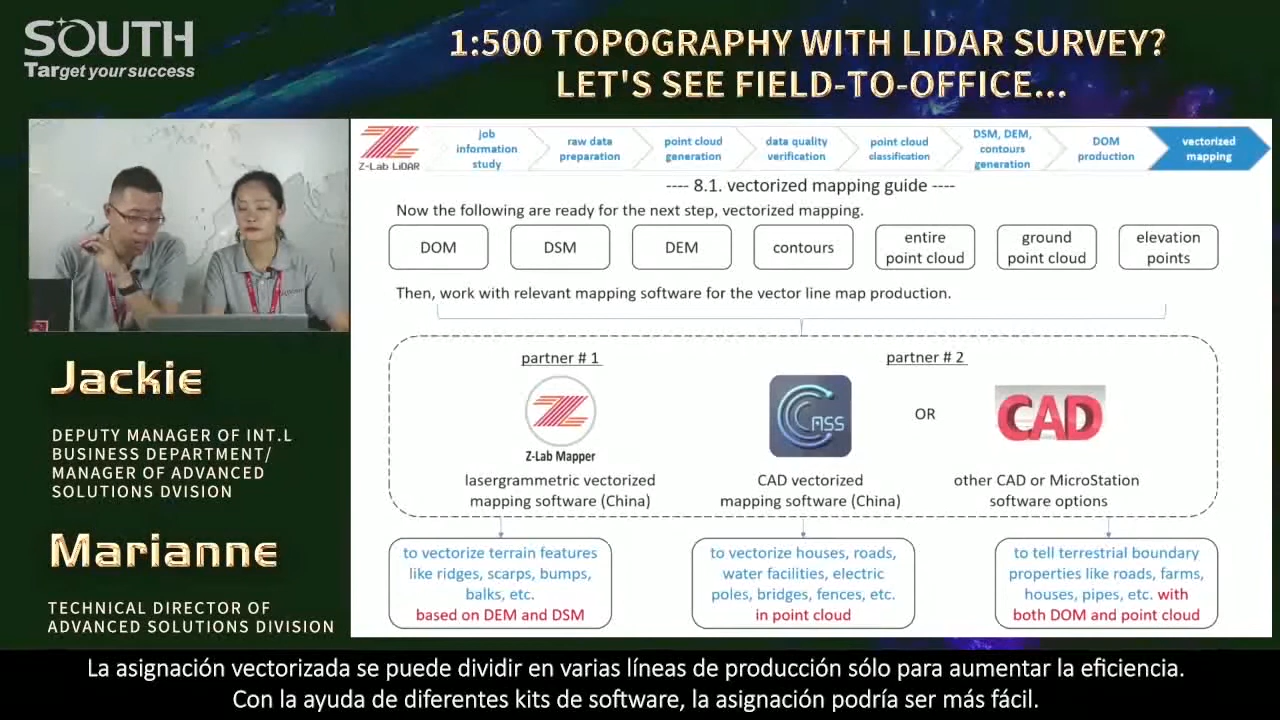 SOUTH
Target your success
1:500 TOPOGRAPHY WITH LIDAR SURVEY?
LET'S SEE FIELD-TO-OFFICE...
Z-Lab LiDAR
job
information
study
raw data
preparation
point cloud
generation
data quality
verification
point cloud
classification
DSM, DEM,
contours
generation
DOM
production
vectorized
mapping
---- 8.1. vectorized mapping guide ----
Now the following are ready for the next step, vectorized mapping.
DOM
DSM
DEM
contours
entire
point cloud
ground
point cloud
elevation
points
Then, work with relevant mapping software for the vector line map production.
partner # 1
partner # 2
Z-Lab Mapper
lasergrammetric vectorized
mapping software (China)
CASS
CAD vectorized
mapping software (China)
OR
CAD
other CAD or MicroStation
software options
to vectorize terrain features
like ridges, scarps, bumps,
balks, etc.
based on DEM and DSM
to vectorize houses, roads,
water facilities, electric
poles, bridges, fences, etc.
in point cloud
to tell terrestrial boundary
properties like roads, farms,
houses, pipes, etc. with
both DOM and point cloud
Jackie
DEPUTY MANAGER OF INT.L
BUSINESS DEPARTMENT/
MANAGER OF ADVANCED
SOLUTIONS DVISION
Marianne
TECHNICAL DIRECTOR OF
ADVANCED SOLUTIONS DIVISION
La asignación vectorizada se puede dividir en varias líneas de producción sólo para aumentar la eficiencia.
Con la ayuda de diferentes kits de software, la asignación podría ser más fácil.